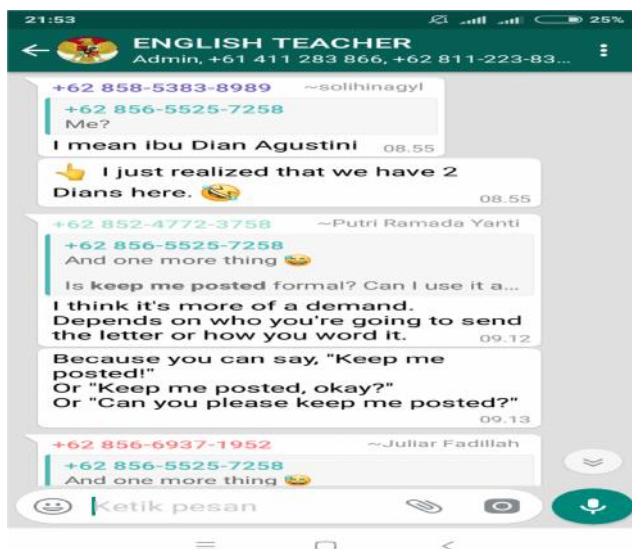 21:53
25%
ENGLISH TEACHER
Admin, +61 411 283 866, +62 811-223-83...
+62 858-5383-8989 ~solihinagyl
+62 856-5525-7258
Me?
I mean ibu Dian Agustini 08.55
👆 I just realized that we have 2
Dians here. 🤣 08.55
+62 852-4772-3758 ~Putri Ramada Yanti
+62 856-5525-7258
And one more thing 😂
Is keep me posted formal? Can I use it a...
I think it's more of a demand.
Depends on who you're going to send
the letter or how you word it. 09.12
Because you can say, "Keep me
posted!"
Or "Keep me posted, okay?"
Or "Can you please keep me posted?"
09.13
+62 856-6937-1952 ~Juliar Fadillah
+62 856-5525-7258
And one more thing 😂
Ketik pesan